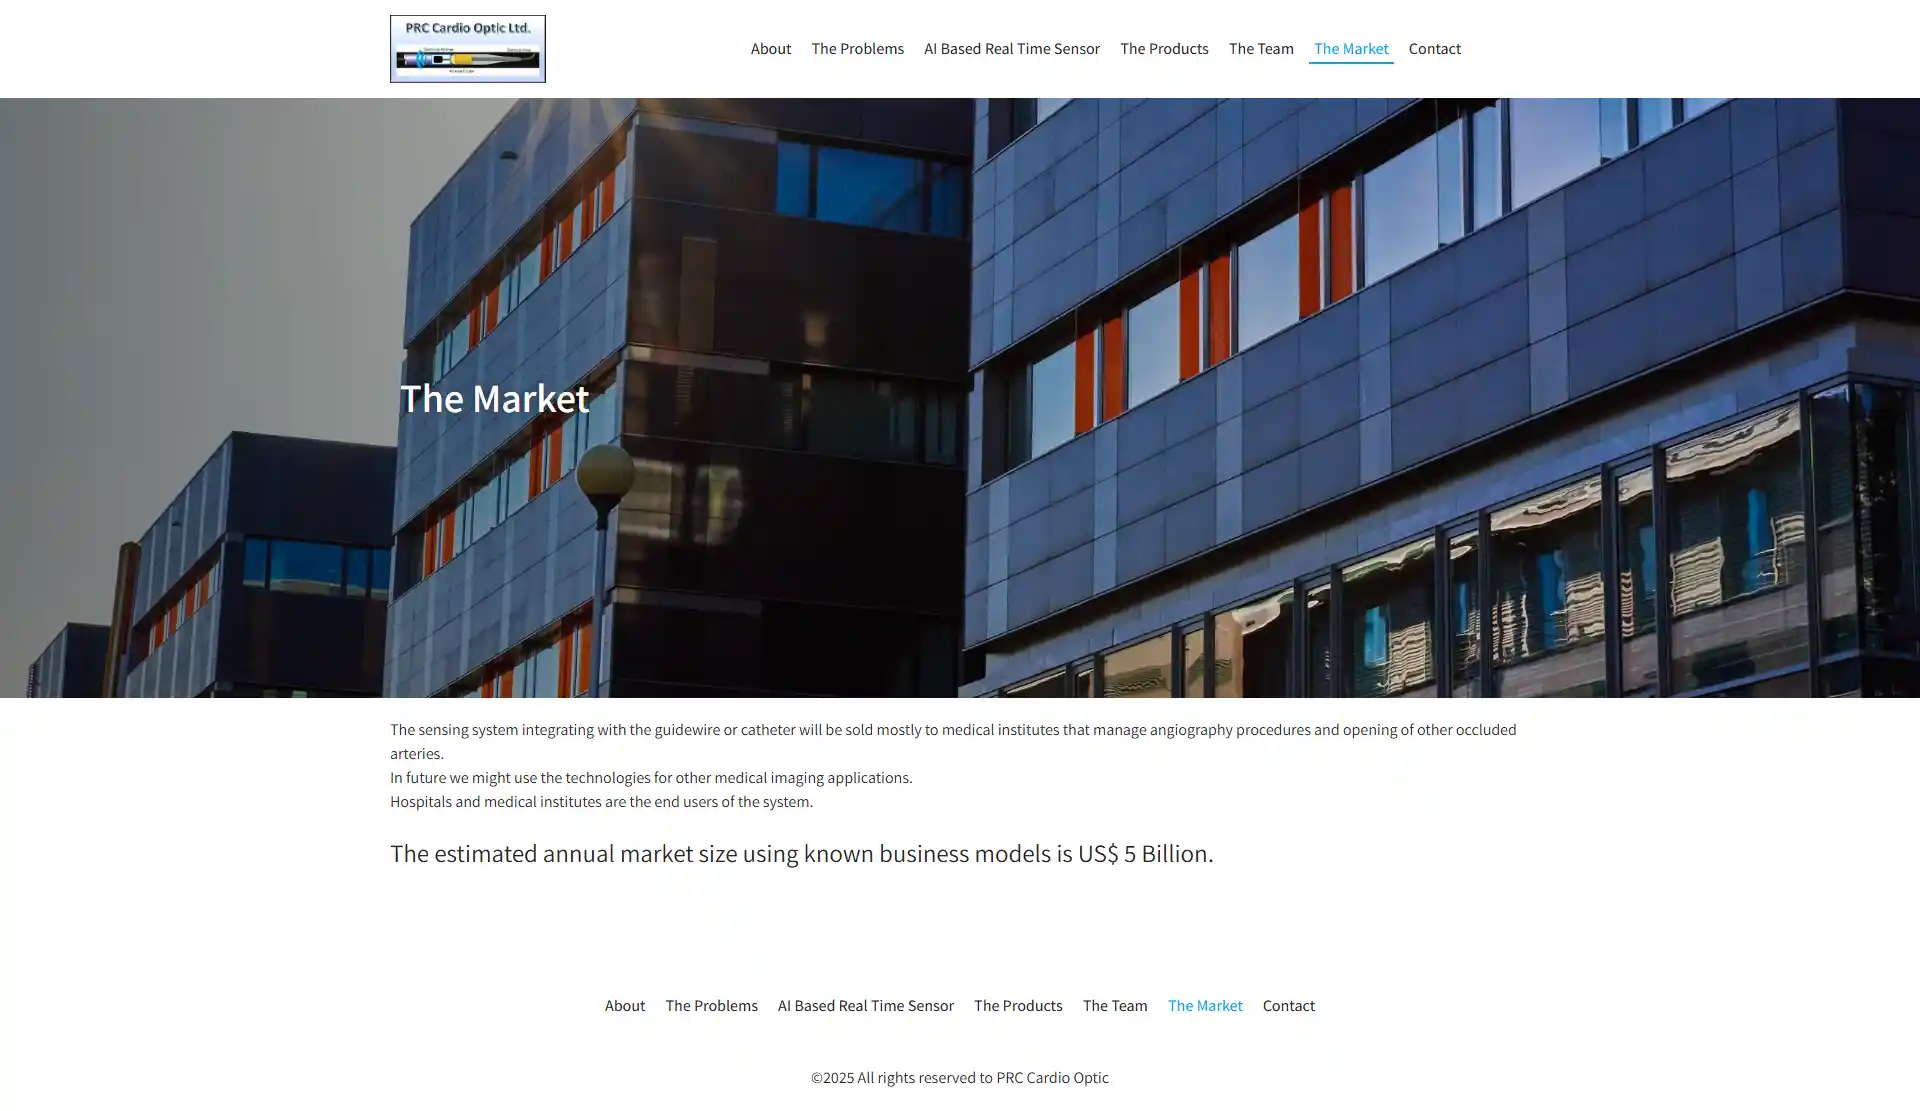 PRC Cardio Optic Ltd.
About
The Problems
AI Based Real Time Sensor
The Products
The Team
The Market
Contact
The Market
The sensing system integrating with the guidewire or catheter will be sold mostly to medical institutes that manage angiography procedures and opening of other occluded
arteries.
In future we might use the technologies for other medical imaging applications.
Hospitals and medical institutes are the end users of the system.
The estimated annual market size using known business models is US$ 5 Billion.
About
The Problems
AI Based Real Time Sensor
The Products
The Team
The Market
Contact
©2025 All rights reserved to PRC Cardio Optic